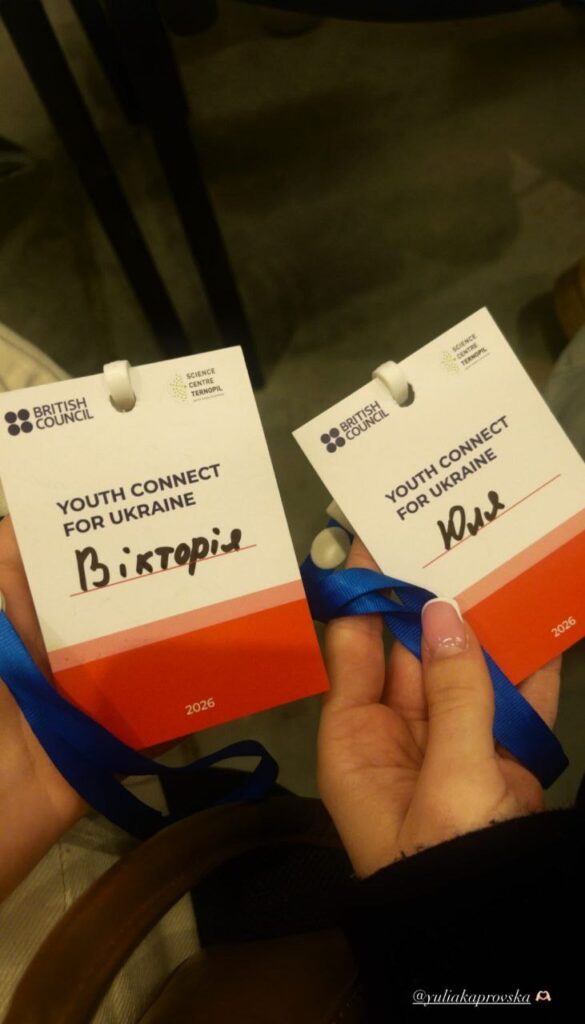 BRITISH
COUNCIL
SCIENCE
CENTRE
TERNOPIL
YOUTH CONNECT
FOR UKRAINE
Вікторія
2026
BRITISH
COUNCIL
SCIENCE
CENTRE
TERNOPIL
YOUTH CONNECT
FOR UKRAINE
Юля
2026
@yuliakaprovska 🫶🏻